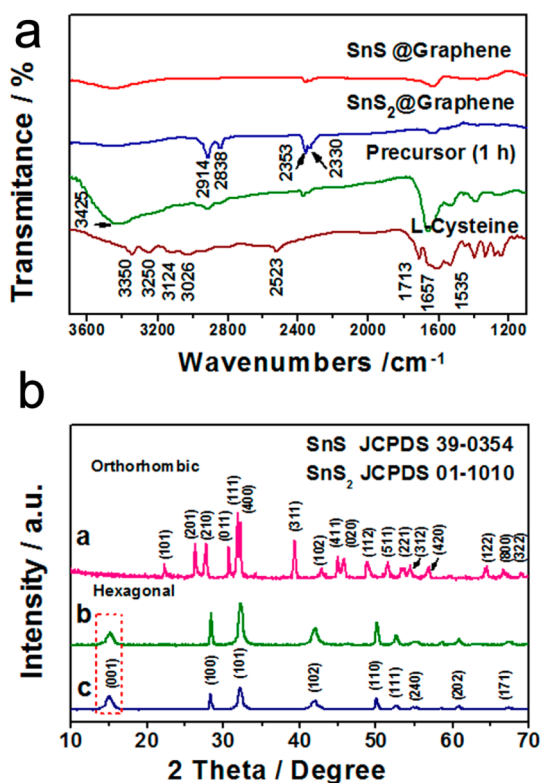 a
SnS @Graphene
SnS2@Graphene
2914
2838
2353
2330
Precursor (1 h)
3425
L-Cysteine
3350
3250
3124
3026
2523
1713
1657
1535
3600 3200 2800 2400 2000 1600 1200
Transmitance / %
Wavenumbers /cm-1
b
SnS JCPDS 39-0354
SnS2 JCPDS 01-1010
Orthorhombic
a
(101)
(201)
(210)
(011)
(111)
(400)
(311)
(102)
(411)
(020)
(112)
(511)
(221)
(312)
(420)
(122)
(800)
(322)
Hexagonal
b
c
(001)
(100)
(101)
(102)
(110)
(111)
(240)
(202)
(171)
10 20 30 40 50 60 70
Intensity / a.u.
2 Theta / Degree